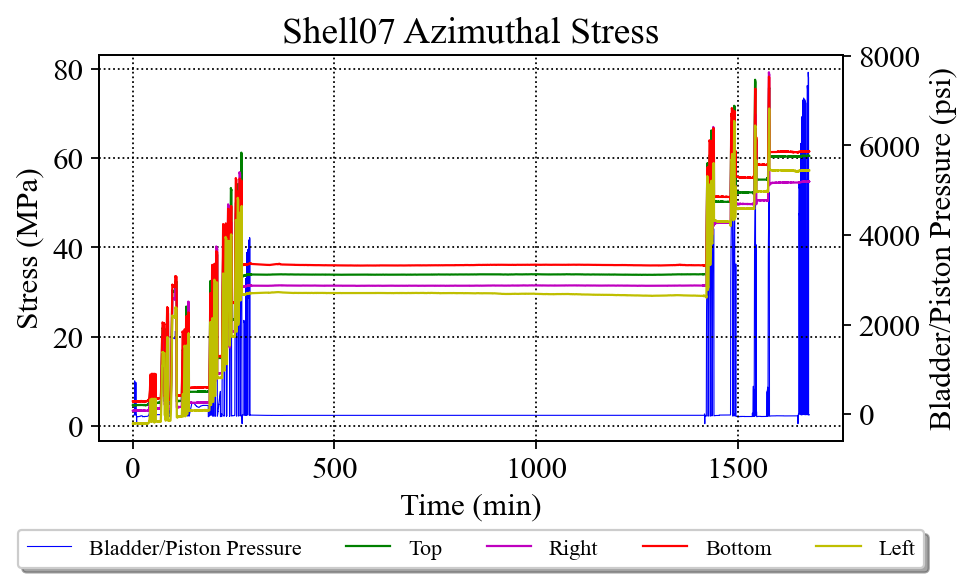 Shell07 Azimuthal Stress
Stress (MPa)
80
60
40
20
0
8000
6000
4000
2000
0
Bladder/Piston Pressure (psi)
0 500 1000 1500
Time (min)
Bladder/Piston Pressure Top Right Bottom Left